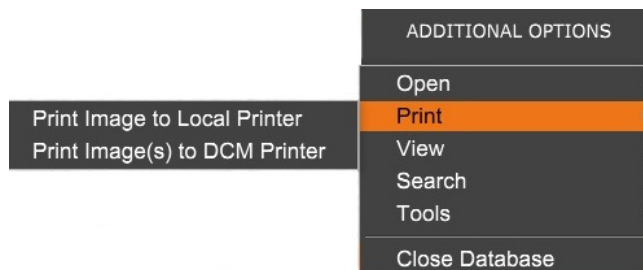 ADDITIONAL OPTIONS
Open
Print
Print Image to Local Printer
Print Image(s) to DCM Printer
View
Search
Tools
Close Database